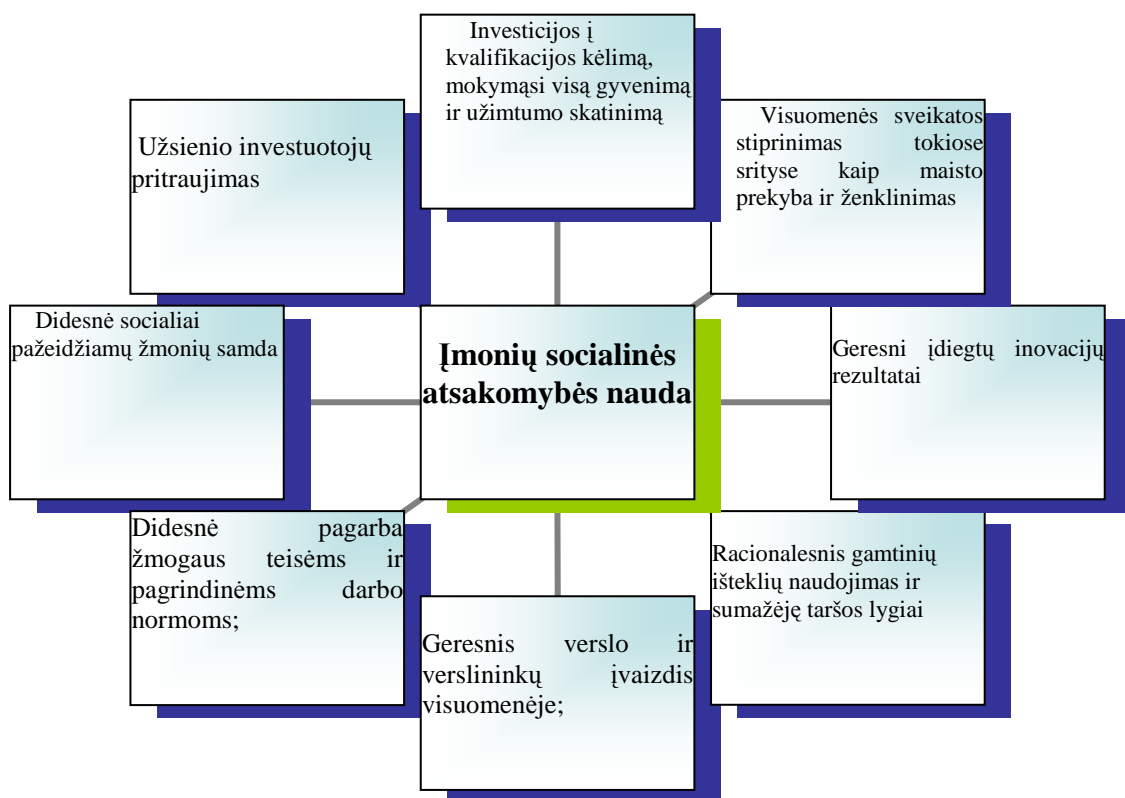 Investicijos į
kvalifikacijos kėlimą,
mokymąsi visą gyvenimą
ir užimtumo skatinimą
Užsienio investuotojų
pritraujimas
Visuomenės sveikatos
stiprinimas tokiose
srityse kaip maisto
prekyba ir ženklinimas
Didesnė socialiai
pažeidžiamų žmonių samda
Įmonių socialinės
atsakomybės nauda
Geresni įdiegtų inovacijų
rezultatai
Didesnė pagarba
žmogaus teisėms ir
pagrindinėms darbo
normoms;
Geresnis verslo ir
verslininkų įvaizdis
visuomenėje;
Racionalesnis gamtinių
išteklių naudojimas ir
sumažėję taršos lygiai